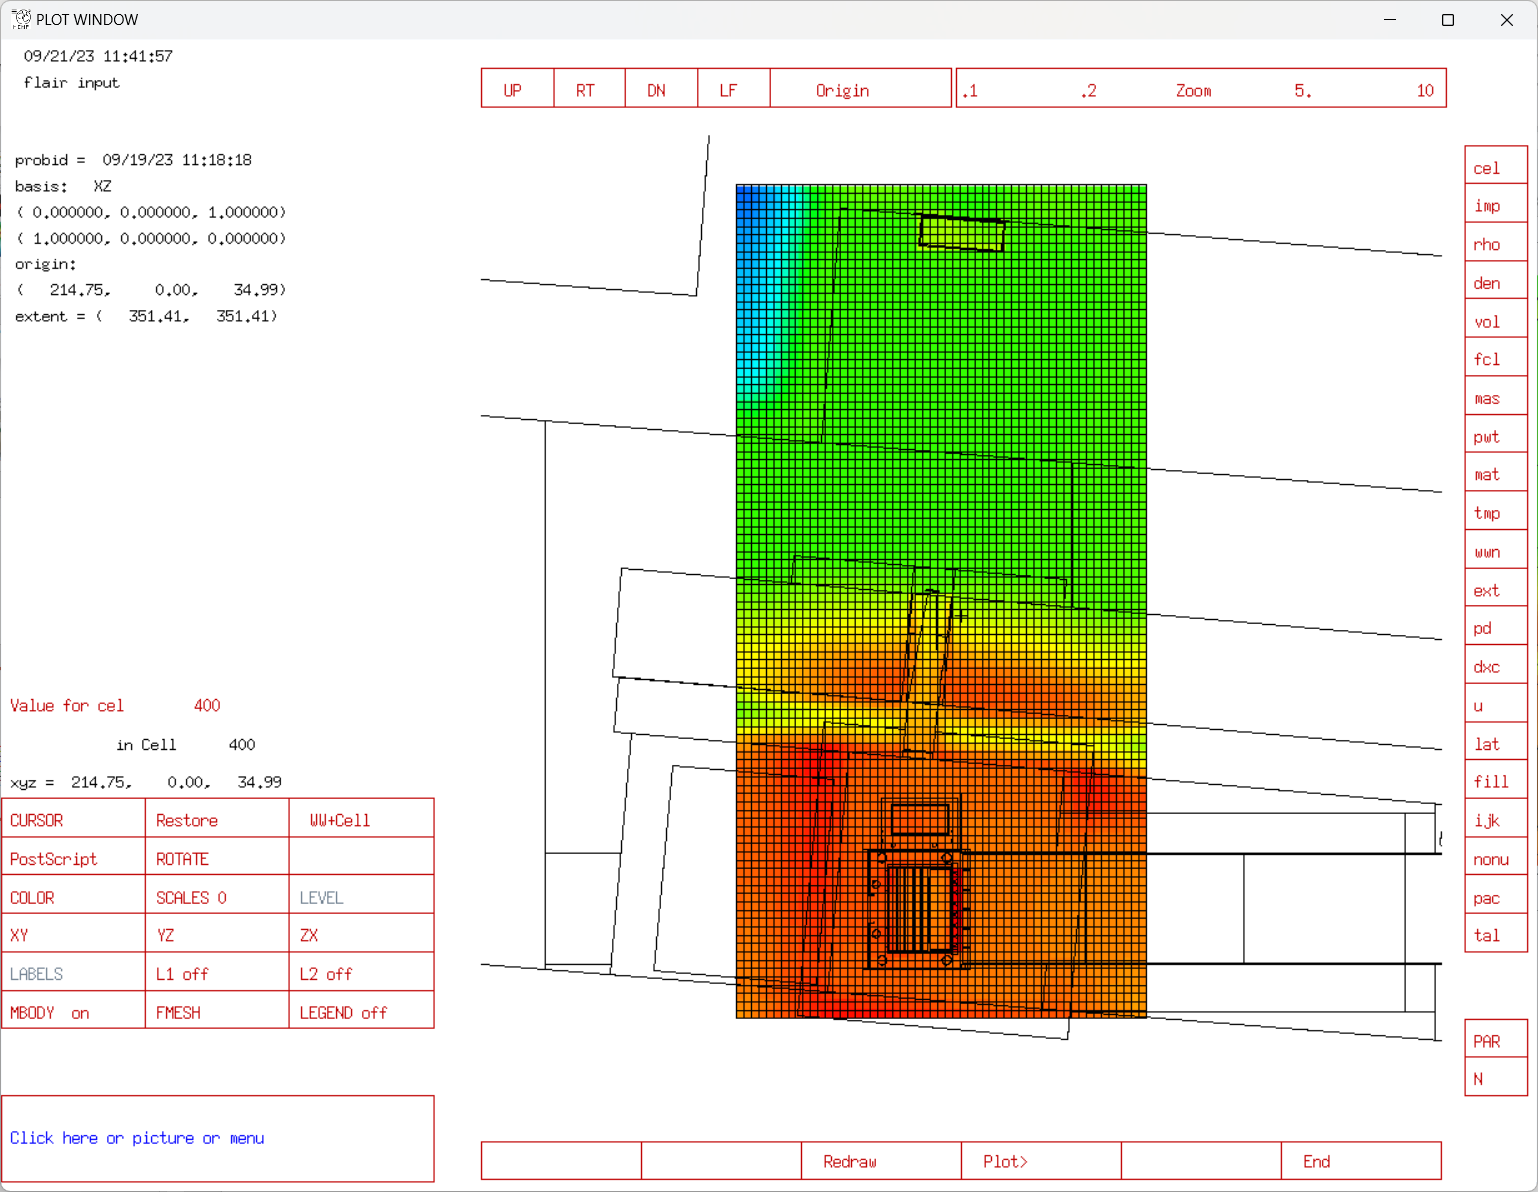 PLOT WINDOW
09/21/23 11:41:57
flair input
UP RT DN LF Origin .1 .2 Zoom 5. 10
probid = 09/19/23 11:18:18
basis: XZ
( 0.000000, 0.000000, 1.000000)
( 1.000000, 0.000000, 0.000000)
origin:
( 214.75, 0.00, 34.99)
extent = ( 351.41, 351.41)
cel
imp
rho
den
vol
fcl
mas
pwt
mat
tmp
wwn
ext
pd
dxc
u
lat
fill
ijk
nonu
pac
tal
PAR
N
Value for cel 400
in Cell 400
xyz = 214.75, 0.00, 34.99
CURSOR Restore WW+Cell
PostScript ROTATE
COLOR SCALES 0 LEVEL
XY YZ ZX
LABELS L1 off L2 off
MBODY on FMESH LEGEND off
Click here or picture or menu
Redraw Plot> End